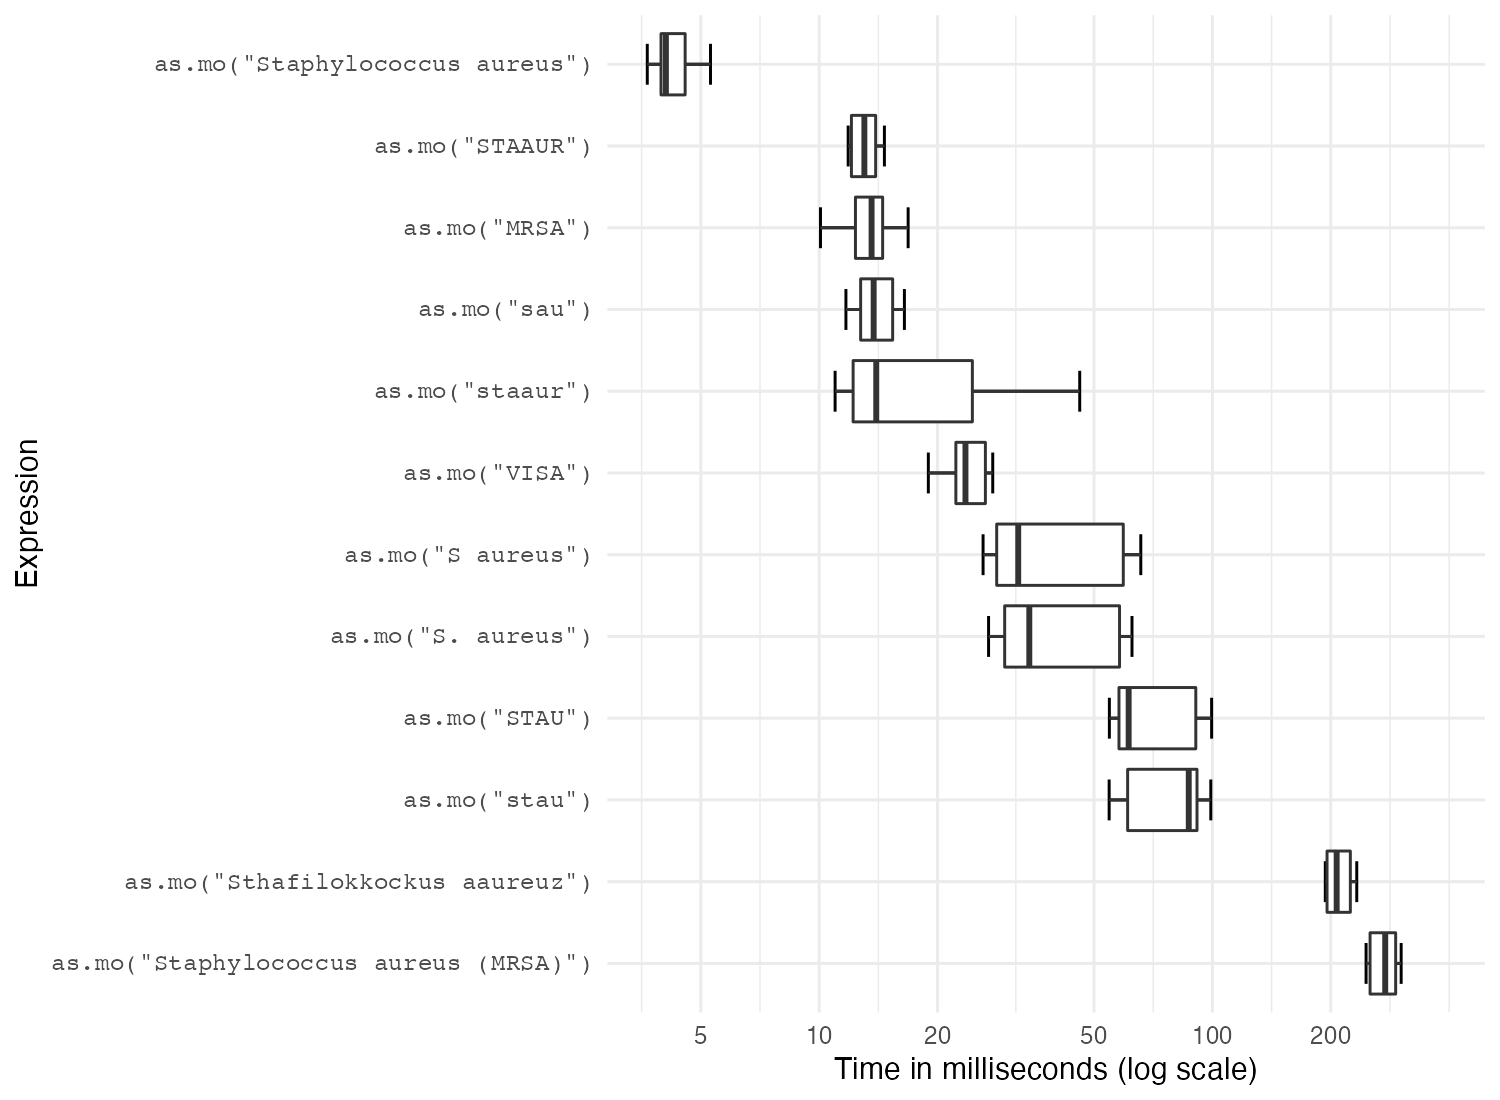 as.mo("Staphylococcus aureus")
as.mo("STAAUR")
as.mo("MRSA")
as.mo("sau")
as.mo("staaur")
as.mo("VISA")
as.mo("S aureus")
as.mo("S. aureus")
as.mo("STAU")
as.mo("stau")
as.mo("Sthafilokkockus aaureuz")
as.mo("Staphylococcus aureus (MRSA)")
Expression
5 10 20 50 100 200
Time in milliseconds (log scale)